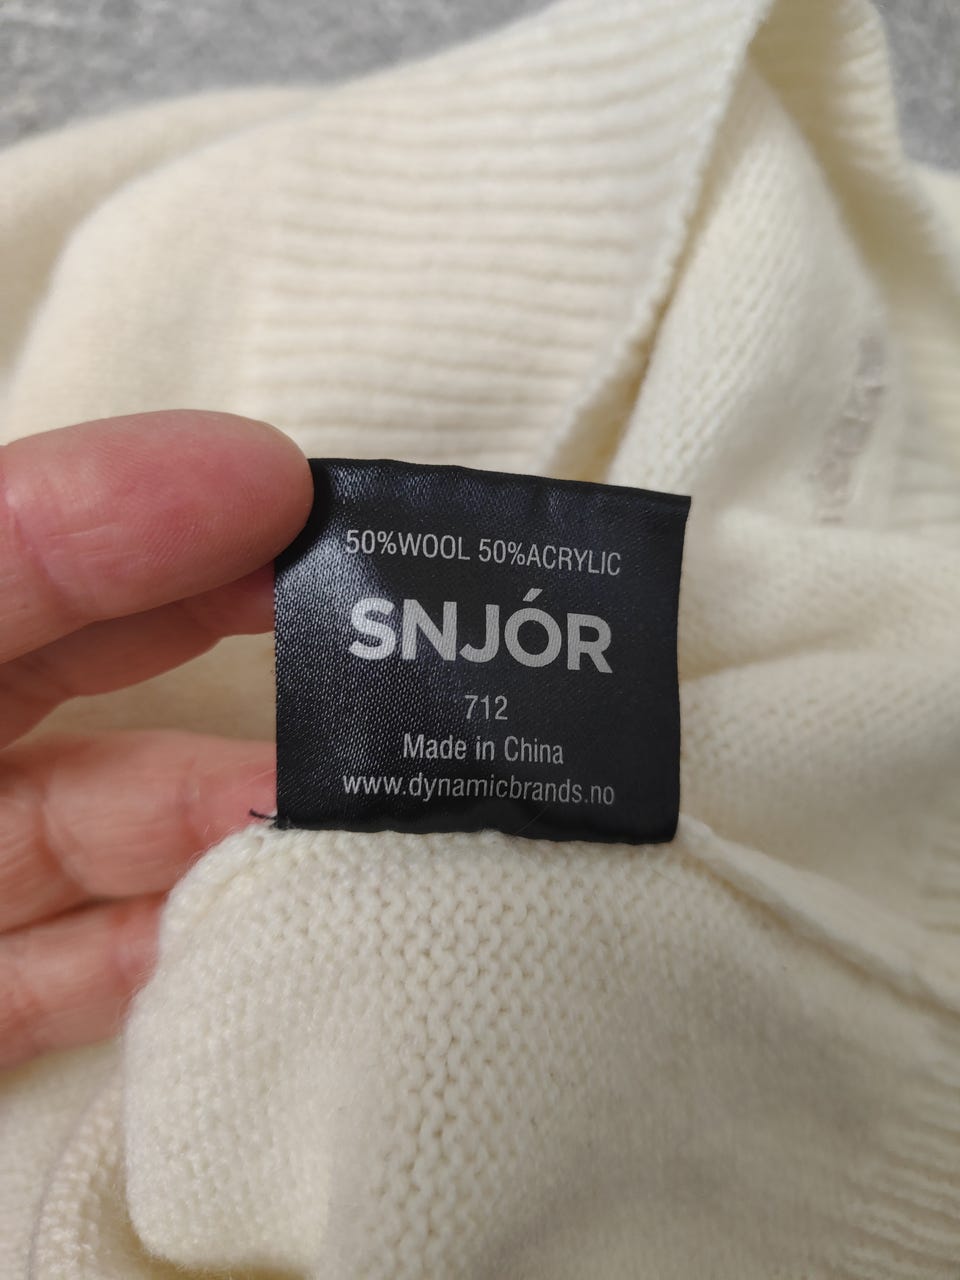 50%WOOL 50%ACRYLIC
SNJÓR
712
Made in China
www.dynamicbrands.no